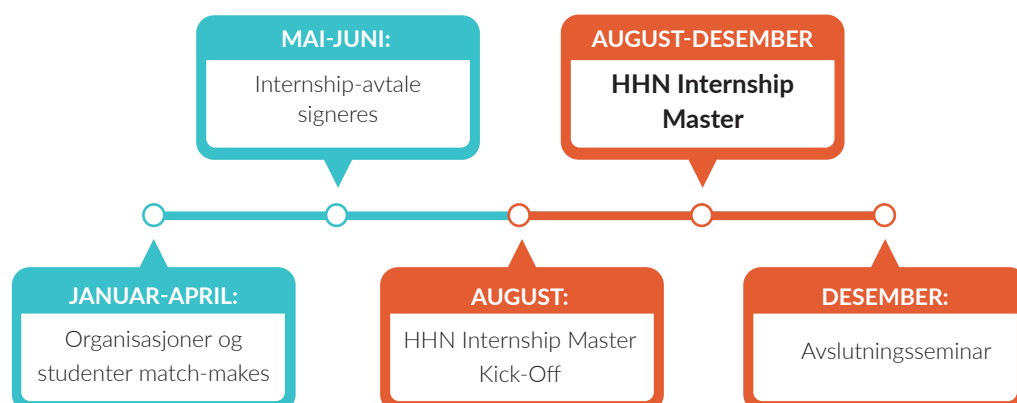 MAI-JUNI:
Internship-avtale
signeres
AUGUST-DESEMBER
HHN Internship
Master
JANUAR-APRIL:
Organisasjoner og
studenter match-makes
AUGUST:
HHN Internship Master
Kick-Off
DESEMBER:
Avslutningsseminar